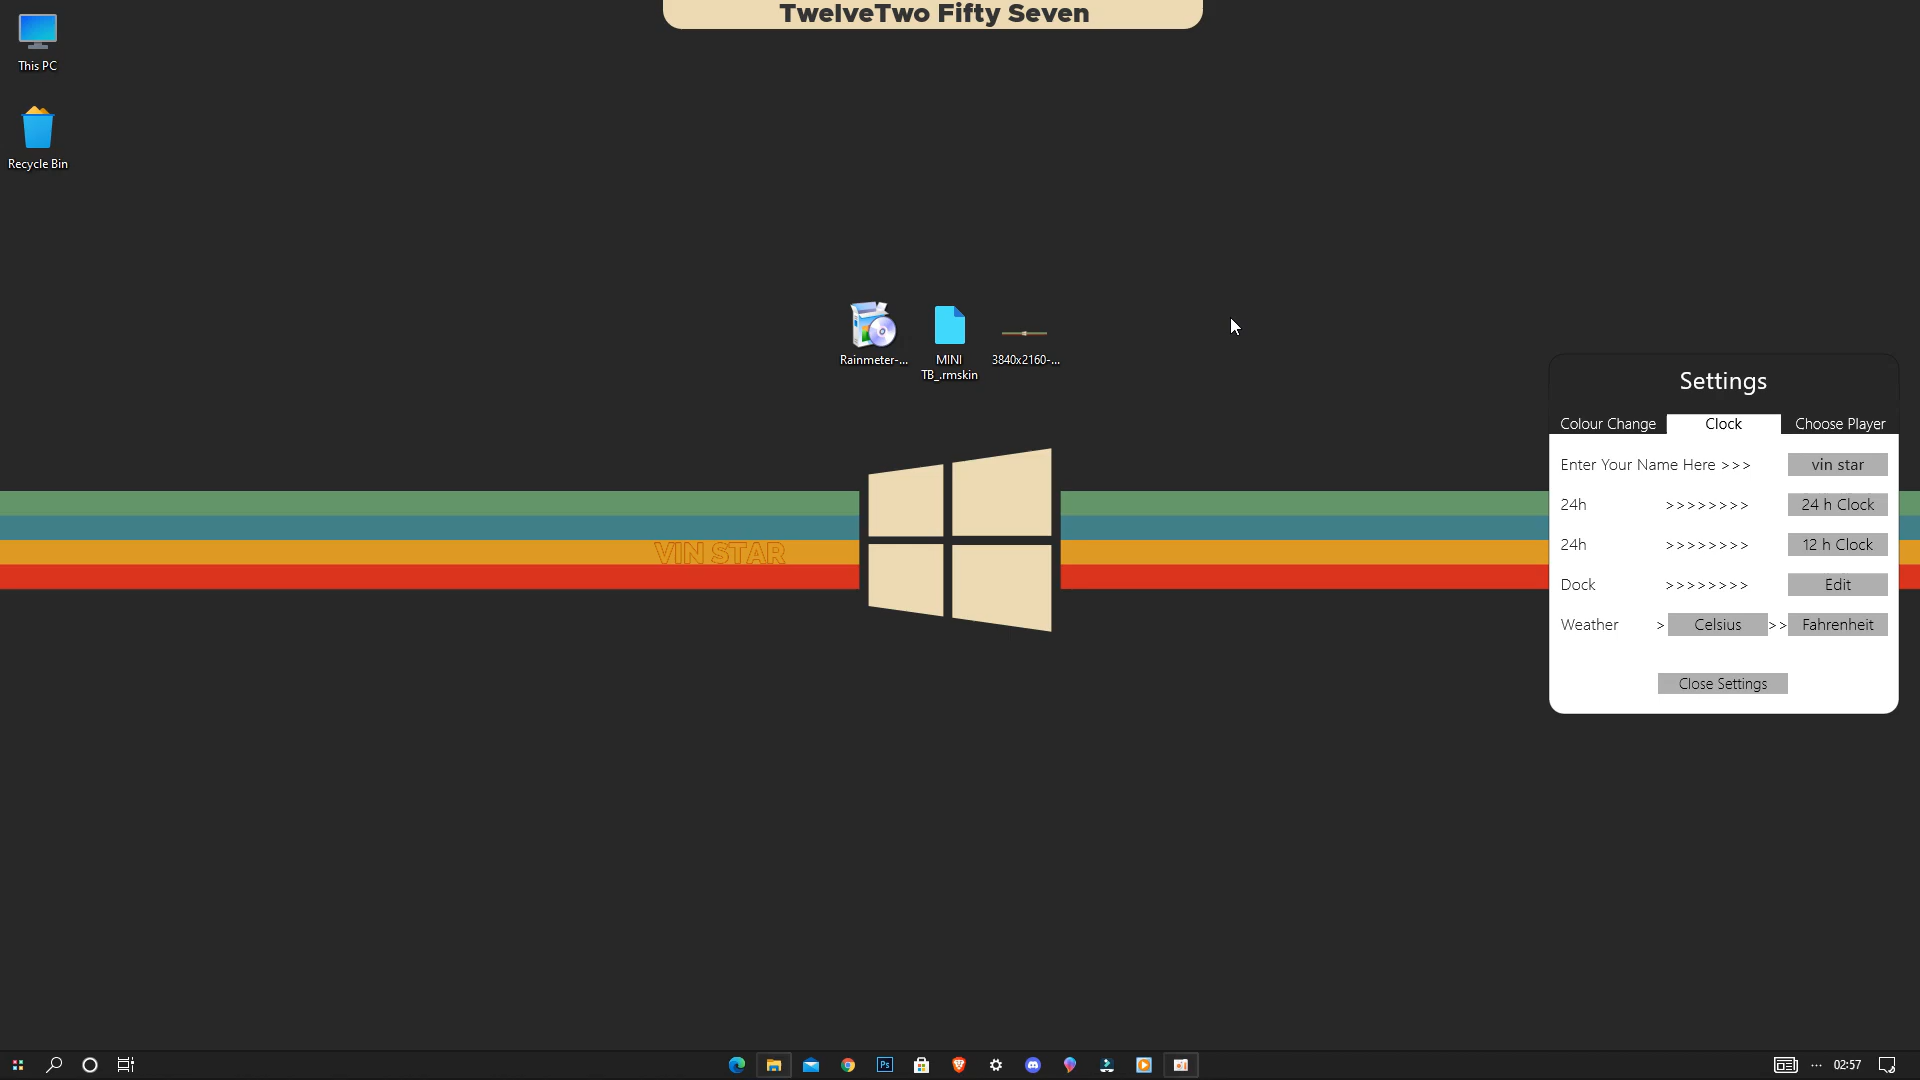 TwelveTwo Fifty Seven
This PC
Recycle Bin
Rainmeter-...
MINI
TB_.rmskin
3840x2160-...
VIN STAR
Settings
Colour Change Clock Choose Player
Enter Your Name Here >>> vin star
24h >>>>>>>> 24 h Clock
24h >>>>>>>> 12 h Clock
Dock >>>>>>>> Edit
Weather > Celsius >> Fahrenheit
Close Settings
Ps
02:57